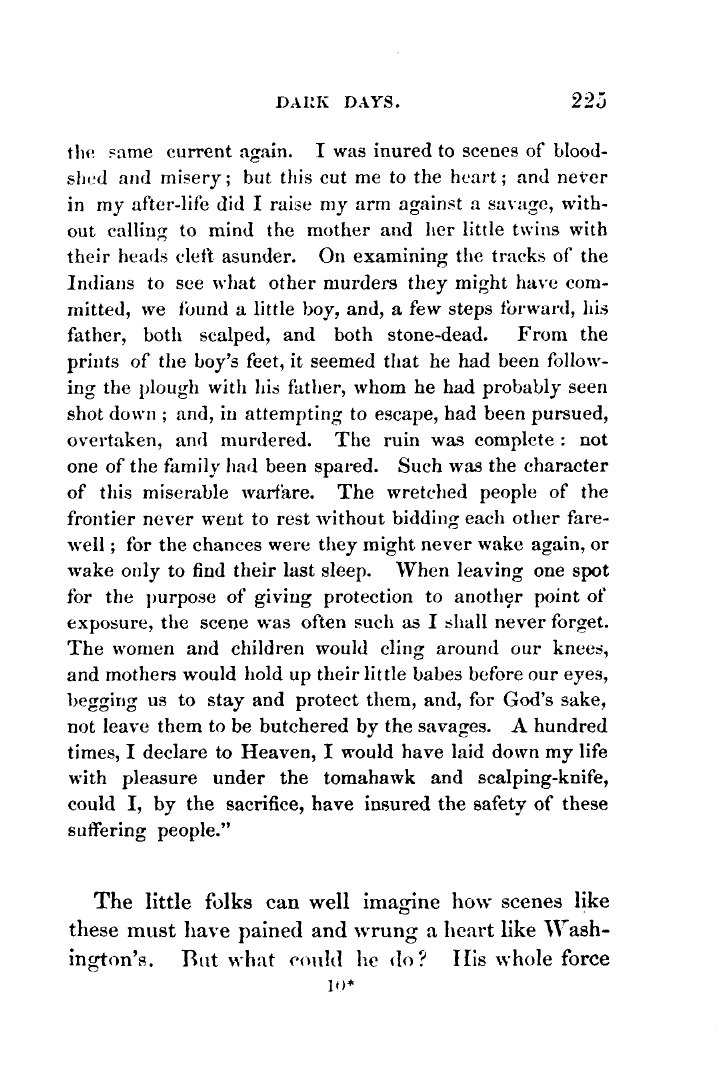 DARK DAYS. 225
the same current again. I was inured to scenes of blood-
shed and misery; but this cut me to the heart; and never
in my after-life did I raise my arm against a savage, with-
out calling to mind the mother and her little twins with
their heads cleft asunder. On examining the tracks of the
Indians to see what other murders they might have com-
mitted, we found a little boy, and, a few steps forward, his
father, both scalped, and both stone-dead. From the
prints of the boy's feet, it seemed that he had been follow-
ing the plough with his father, whom he had probably seen
shot down; and, in attempting to escape, had been pursued,
overtaken, and murdered. The ruin was complete: not
one of the family had been spared. Such was the character
of this miserable warfare. The wretched people of the
frontier never went to rest without bidding each other fare-
well; for the chances were they might never wake again, or
wake only to find their last sleep. When leaving one spot
for the purpose of giving protection to another point of
exposure, the scene was often such as I shall never forget.
The women and children would cling around our knees,
and mothers would hold up their little babes before our eyes,
begging us to stay and protect them, and, for God's sake,
not leave them to be butchered by the savages. A hundred
times, I declare to Heaven, I would have laid down my life
with pleasure under the tomahawk and scalping-knife,
could I, by the sacrifice, have insured the safety of these
suffering people."
The little folks can well imagine how scenes like
these must have pained and wrung a heart like Wash-
ington's. But what could he do? His whole force
10*